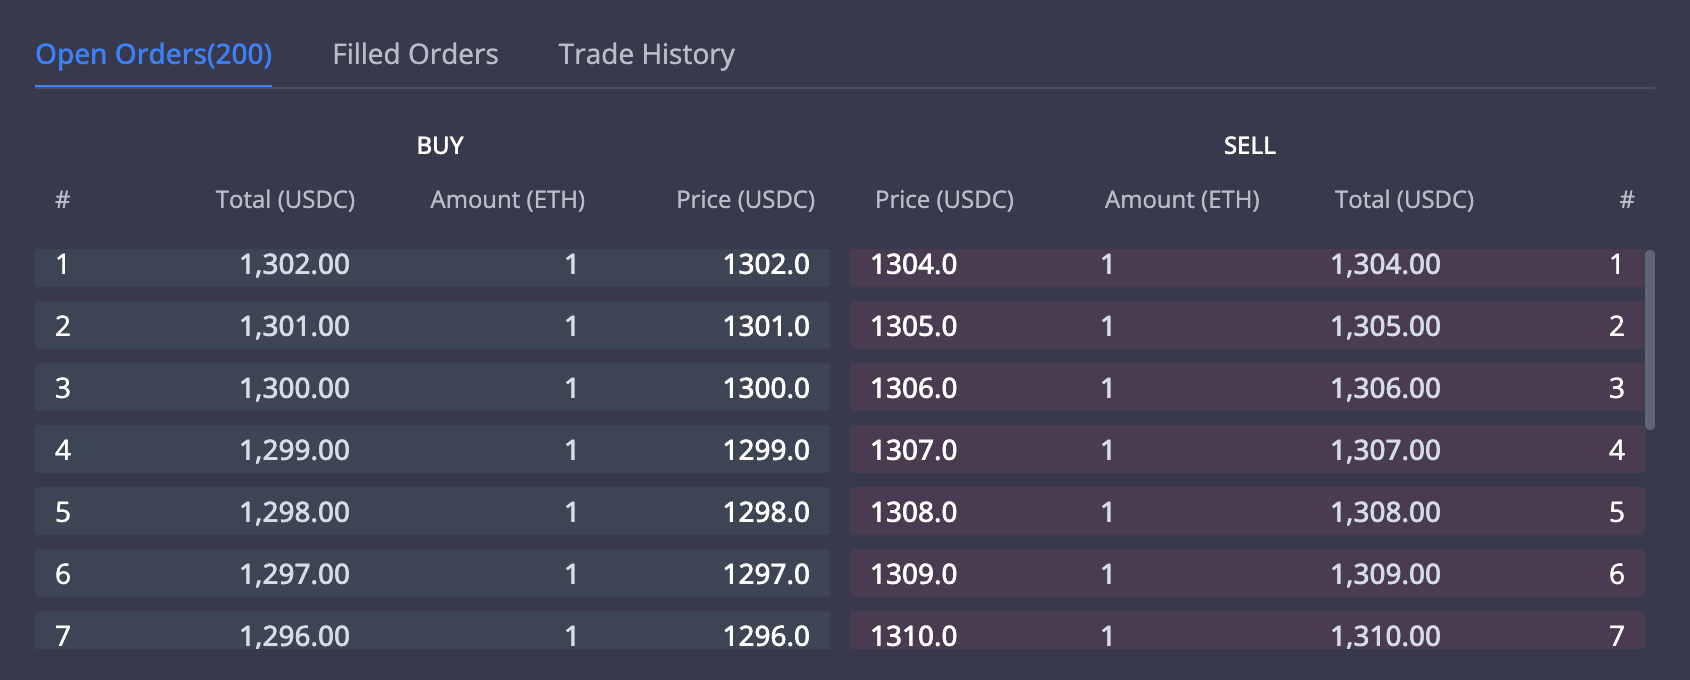 Open Orders(200) Filled Orders Trade History
BUY SELL
# Total (USDC) Amount (ETH) Price (USDC) Price (USDC) Amount (ETH) Total (USDC) #
1 1,302.00 1 1302.0 1304.0 1 1,304.00 1
2 1,301.00 1 1301.0 1305.0 1 1,305.00 2
3 1,300.00 1 1300.0 1306.0 1 1,306.00 3
4 1,299.00 1 1299.0 1307.0 1 1,307.00 4
5 1,298.00 1 1298.0 1308.0 1 1,308.00 5
6 1,297.00 1 1297.0 1309.0 1 1,309.00 6
7 1,296.00 1 1296.0 1310.0 1 1,310.00 7